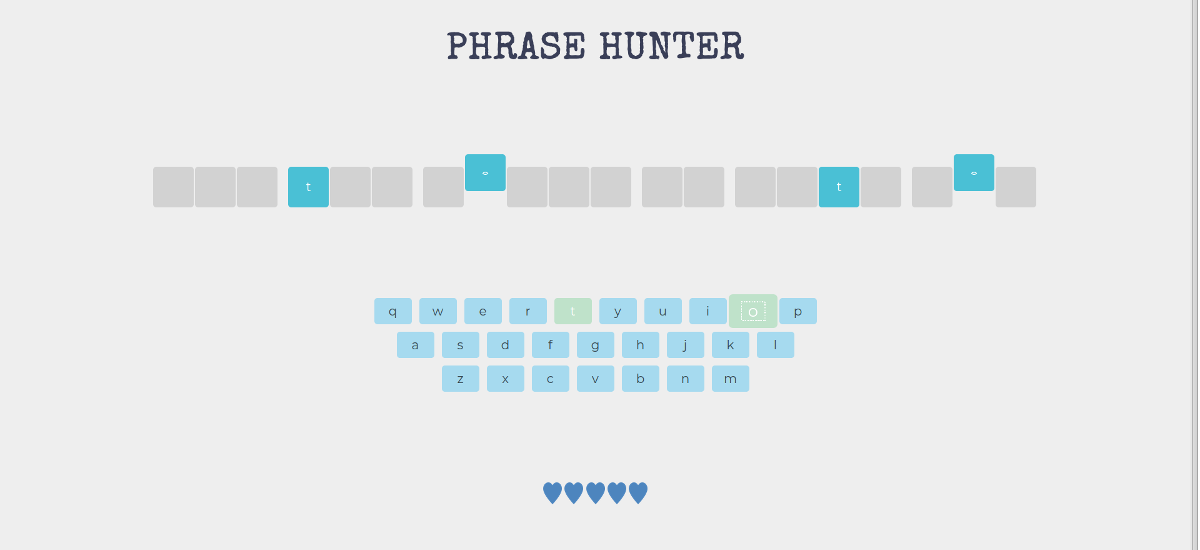 PHRASE HUNTER
t o t o
q w e r t y u i o p
a s d f g h j k l
z x c v b n m